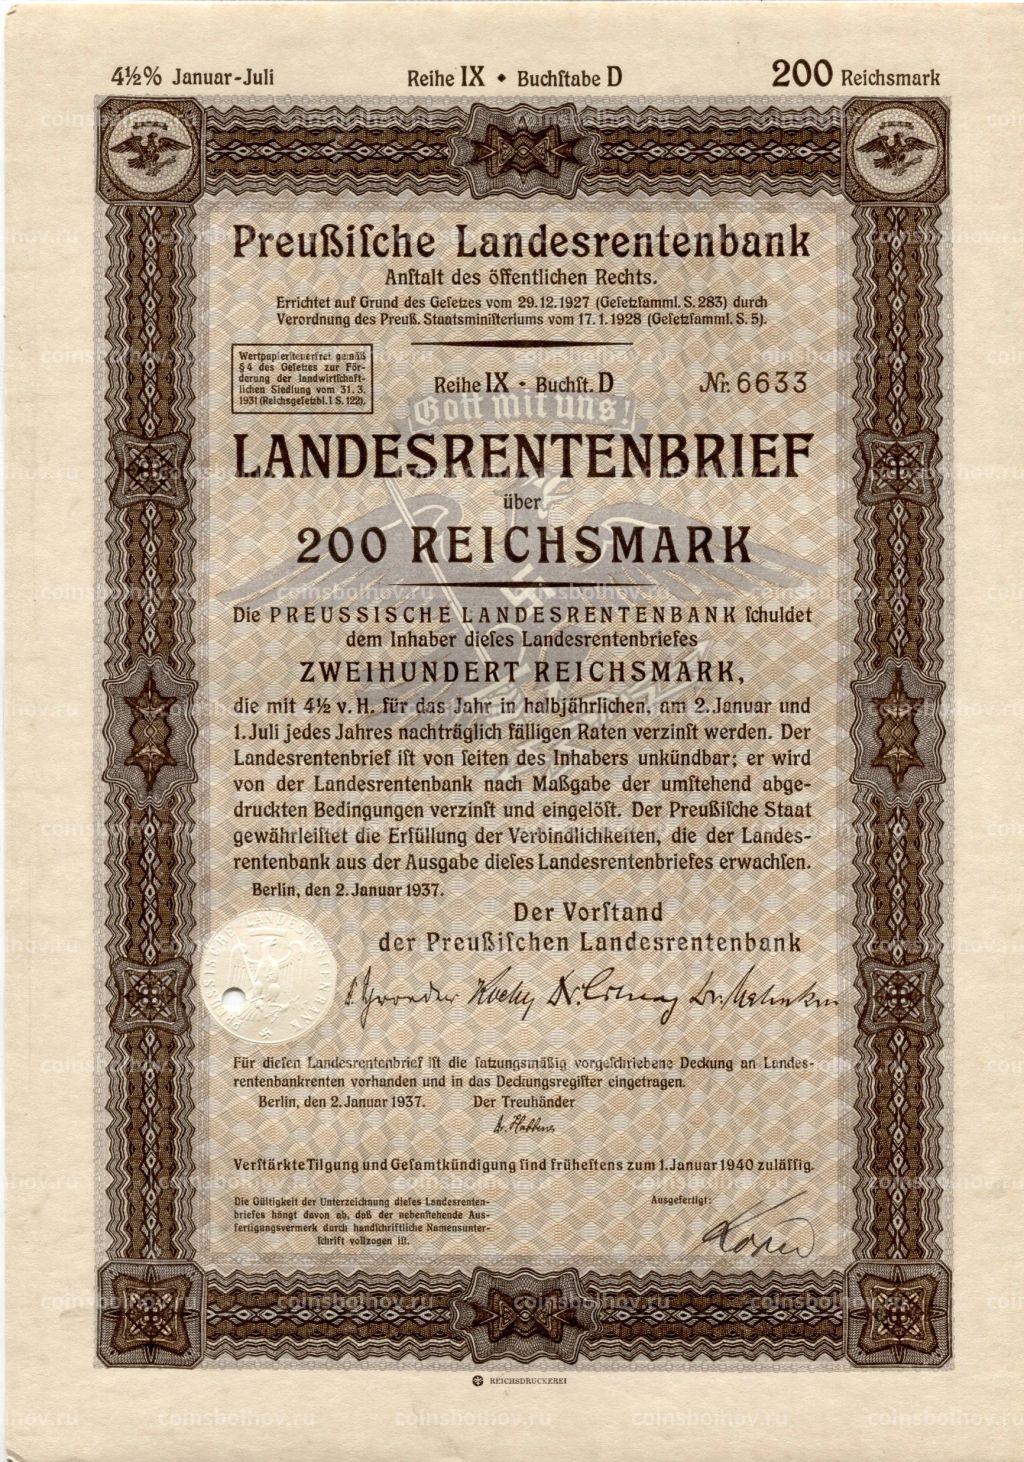 4½% Januar-Juli
Reihe IX • Buchſtabe D
200 Reichsmark
Preußiſche Landesrentenbank
Anſtalt des öffentlichen Rechts.
Errichtet auf Grund des Geſetzes vom 29.12.1927 (Geſetzſamml. S. 283) durch
Verordnung des Preuß. Staatsminiſteriums vom 17.1.1928 (Geſetzſamml. S. 5).
Wertpapierſteuerfrei gemäß
§ 4 des Geſetzes zur För-
derung der landwirtſchaft-
lichen Siedlung vom 31. 3.
1931 (Reichsgeſetzbl. I S. 122).
Reihe IX • Buchſt. D
Nr. 6633
Gott mit uns!
LANDESRENTENBRIEF
über
200 REICHSMARK
Die PREUSSISCHE LANDESRENTENBANK ſchuldet
dem Inhaber dieſes Landesrentenbriefes
ZWEIHUNDERT REICHSMARK,
die mit 4½ v. H. für das Jahr in halbjährlichen, am 2. Januar und
1. Juli jedes Jahres nachträglich fälligen Raten verzinſt werden. Der
Landesrentenbrief iſt von ſeiten des Inhabers unkündbar; er wird
von der Landesrentenbank nach Maßgabe der umſtehend abge-
druckten Bedingungen verzinſt und eingelöſt. Der Preußiſche Staat
gewährleiſtet die Erfüllung der Verbindlichkeiten, die der Landes-
rentenbank aus der Ausgabe dieſes Landesrentenbriefes erwachſen.
Berlin, den 2. Januar 1937.
Der Vorſtand
der Preußiſchen Landesrentenbank
PREUSSISCHE LANDESRENTENBANK
Für dieſen Landesrentenbrief iſt die ſatzungsmäßig vorgeſchriebene Deckung an Landes-
rentenbankrenten vorhanden und in das Deckungsregiſter eingetragen.
Berlin, den 2. Januar 1937.
Der Treuhänder
Verſtärkte Tilgung und Geſamtkündigung ſind früheſtens zum 1. Januar 1940 zuläſſig.
Die Gültigkeit der Unterzeichnung dieſes Landesrenten-
briefes hängt davon ab, daß der nebenſtehende Aus-
fertigungsvermerk durch handſchriftliche Namensunter-
ſchrift vollzogen iſt.
Ausgefertigt:
REICHSDRUCKEREI
coinsbolhov.ru